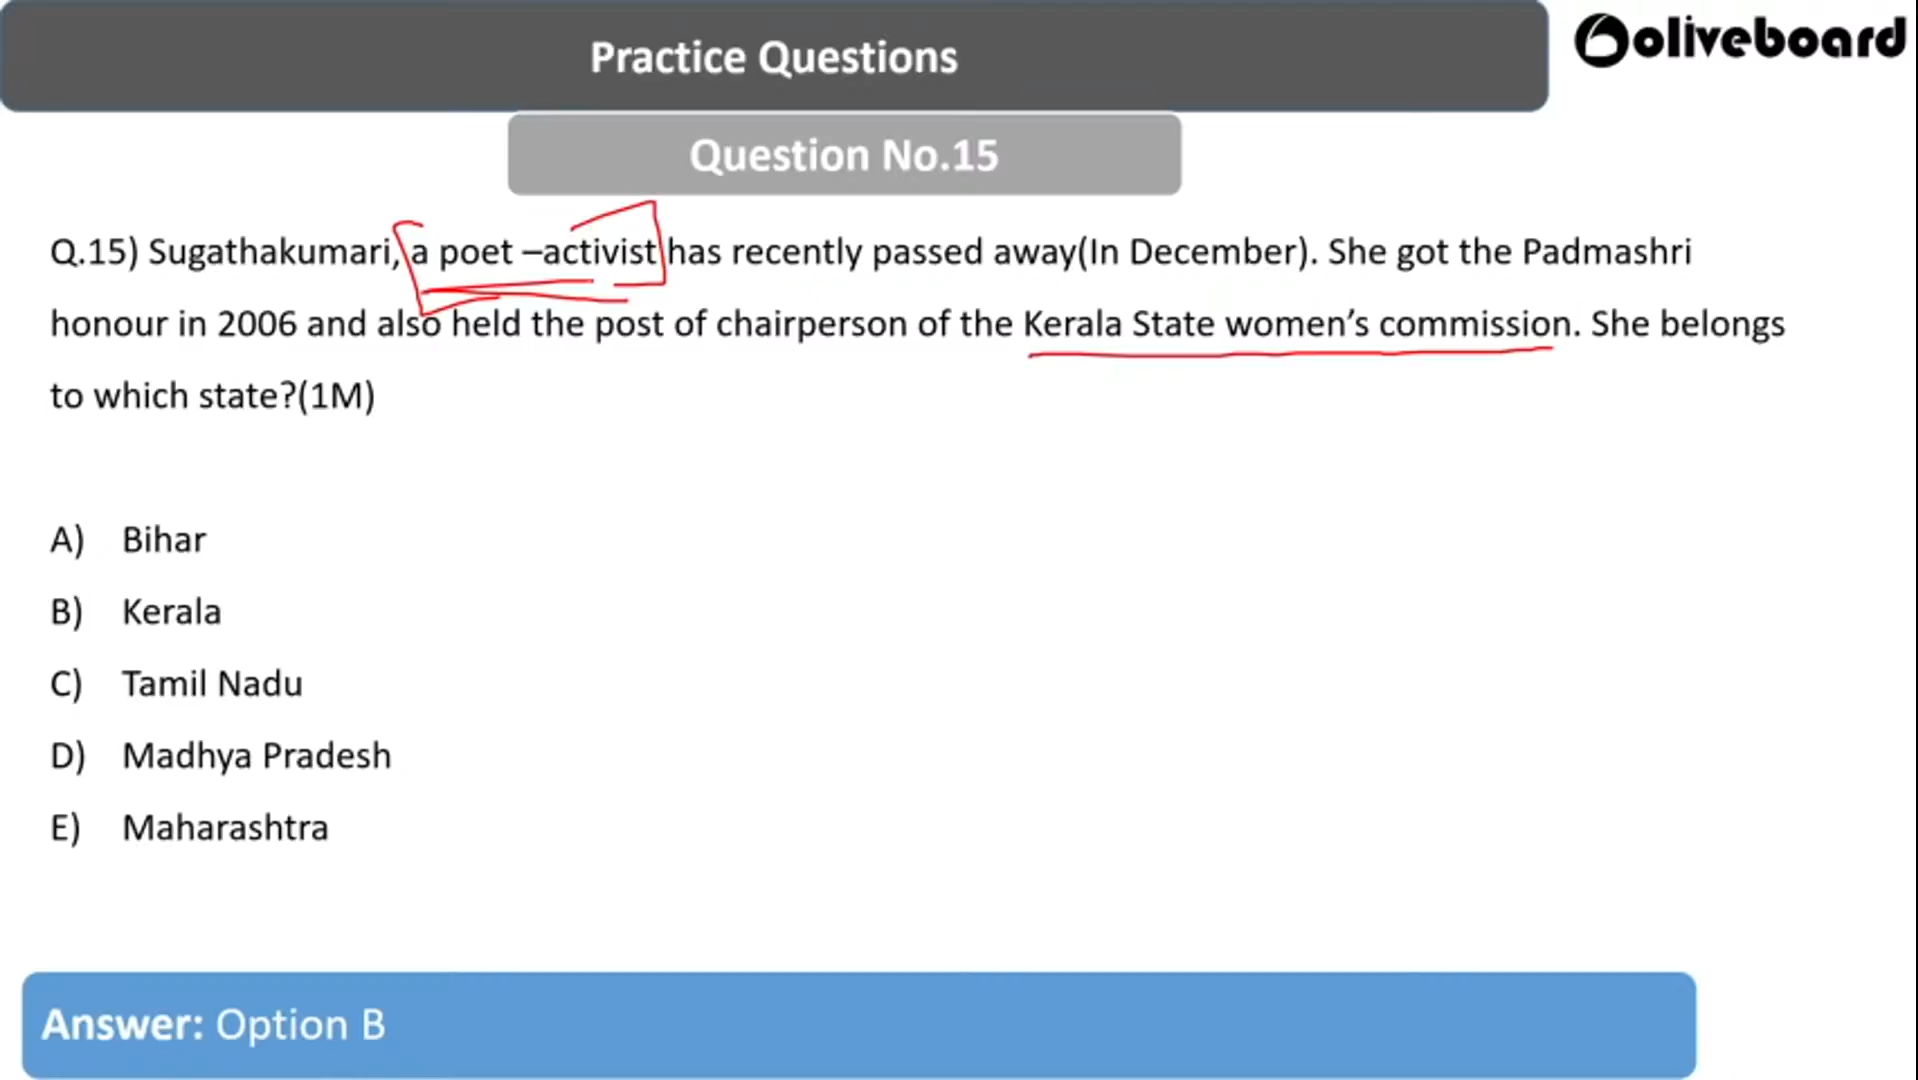 Practice Questions
oliveboard
Question No.15
Q.15) Sugathakumari, a poet –activist has recently passed away(In December). She got the Padmashri
honour in 2006 and also held the post of chairperson of the Kerala State women’s commission. She belongs
to which state?(1M)
A) Bihar
B) Kerala
C) Tamil Nadu
D) Madhya Pradesh
E) Maharashtra
Answer: Option B